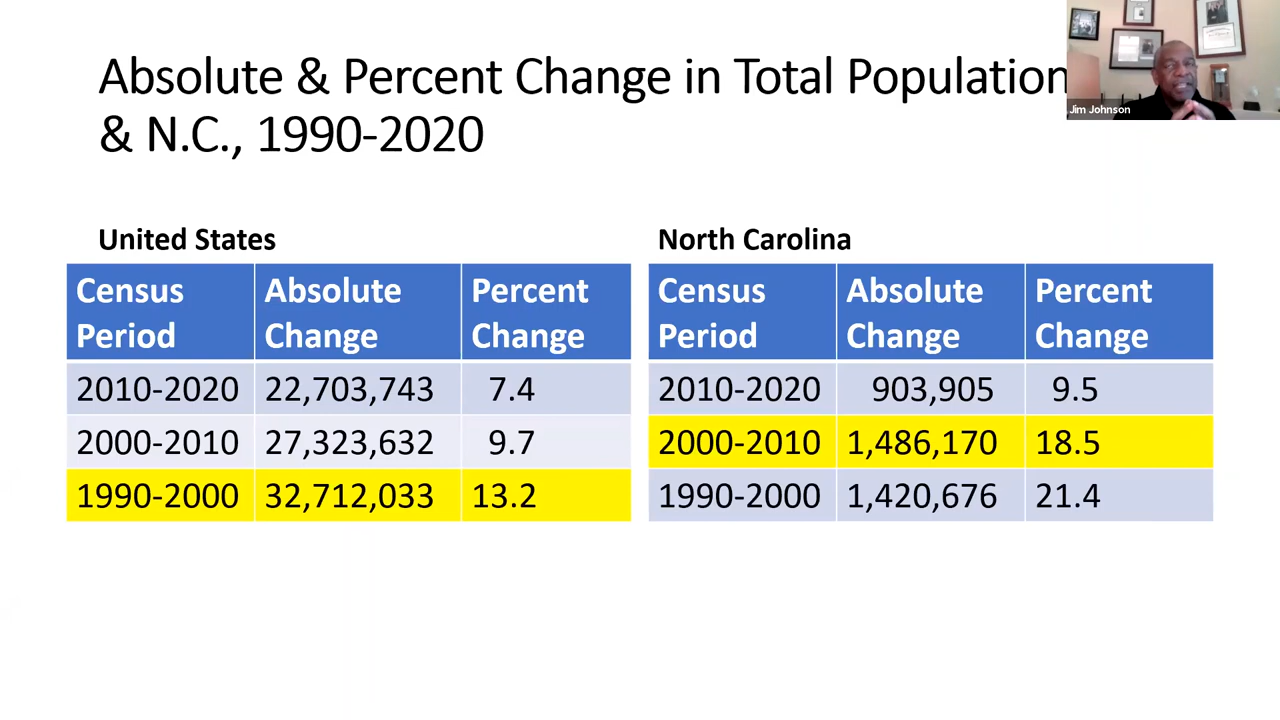 Absolute & Percent Change in Total Population
& N.C., 1990-2020
Jim Johnson
United States
Census Period Absolute Change Percent Change
2010-2020 22,703,743 7.4
2000-2010 27,323,632 9.7
1990-2000 32,712,033 13.2
North Carolina
Census Period Absolute Change Percent Change
2010-2020 903,905 9.5
2000-2010 1,486,170 18.5
1990-2000 1,420,676 21.4